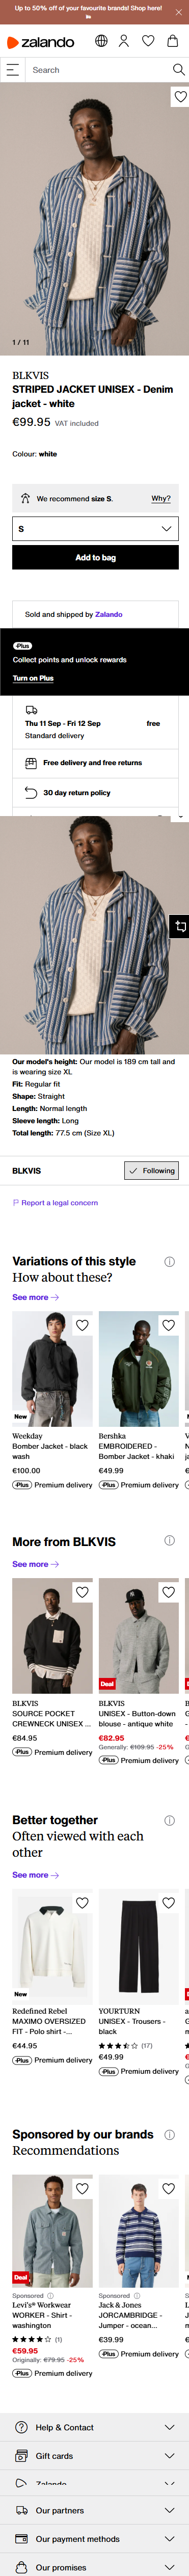 Up to 50% off of your favourite brands! Shop here!
zalando
Search
1 / 11
BLKVIS
STRIPED JACKET UNISEX - Denim
jacket - white
€99.95 VAT included
Colour: white
We recommend size S. Why?
S
Add to bag
Sold and shipped by Zalando
Plus
Collect points and unlock rewards
Turn on Plus
Thu 11 Sep - Fri 12 Sep free
Standard delivery
Free delivery and free returns
30 day return policy
Our model's height: Our model is 189 cm tall and
is wearing size XL
Fit: Regular fit
Shape: Straight
Length: Normal length
Sleeve length: Long
Total length: 77.5 cm (Size XL)
BLKVIS Following
Report a legal concern
Variations of this style
How about these?
See more
New
Weekday
Bomber Jacket - black
wash
€100.00
Plus Premium delivery
Bershka
EMBROIDERED -
Bomber Jacket - khaki
€49.99
Plus Premium delivery
More from BLKVIS
See more
BLKVIS
SOURCE POCKET
CREWNECK UNISEX ...
€84.95
Plus Premium delivery
Deal
BLKVIS
UNISEX - Button-down
blouse - antique white
€82.95
Generally: €109.95 -25%
Plus Premium delivery
Better together
Often viewed with each
other
See more
New
Redefined Rebel
MAXIMO OVERSIZED
FIT - Polo shirt -...
€44.95
Plus Premium delivery
YOURTURN
UNISEX - Trousers -
black
(17)
€49.99
Plus Premium delivery
Sponsored by our brands
Recommendations
Deal
Sponsored
Levi's® Workwear
WORKER - Shirt -
washington
(1)
€59.95
Originally: €79.95 -25%
Plus Premium delivery
Sponsored
Jack & Jones
JORCAMBRIDGE -
Jumper - ocean...
€39.99
Plus Premium delivery
Help & Contact
Gift cards
Zalando
Our partners
Our payment methods
Our promises